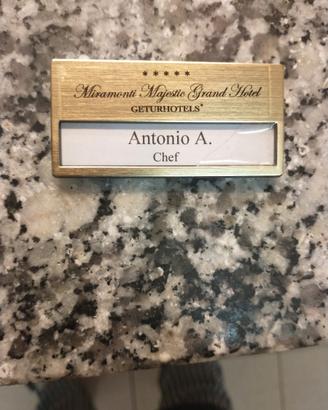 ★★★★★
Miramonti Majestic Grand Hotel
GETURHOTELS*
Antonio A.
Chef